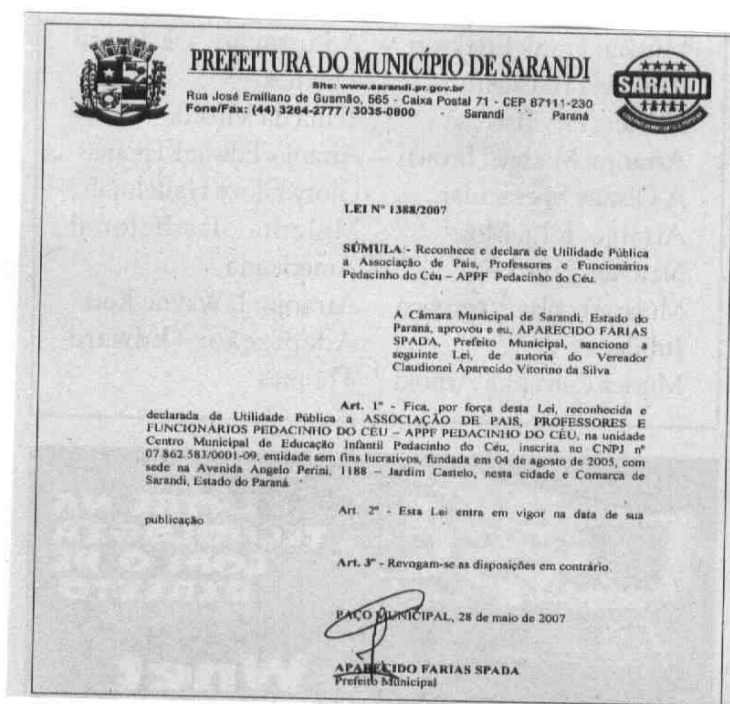 PREFEITURA DO MUNICÍPIO DE SARANDI
Site: www.sarandi.pr.gov.br
Rua José Emiliano de Gusmão, 565 - Caixa Postal 71 - CEP 87111-230
Fone/Fax: (44) 3264-2777 / 3035-0800 - Sarandi - Paraná
SARANDI
LEI Nº 1388/2007
SÚMULA:- Reconhece e declara de Utilidade Pública
a Associação de Pais, Professores e Funcionários
Pedacinho do Céu – APPF Pedacinho do Céu.
A Câmara Municipal de Sarandi, Estado do
Paraná, aprovou e eu, APARECIDO FARIAS
SPADA, Prefeito Municipal, sanciono a
seguinte Lei, de autoria do Vereador
Claudionei Aparecido Vitorino da Silva.
Art. 1º - Fica, por força desta Lei, reconhecida e
declarada de Utilidade Pública a ASSOCIAÇÃO DE PAIS, PROFESSORES E
FUNCIONÁRIOS PEDACINHO DO CÉU – APPF PEDACINHO DO CÉU, na unidade
Centro Municipal de Educação Infantil Pedacinho do Céu, inscrita no CNPJ nº
07.862.583/0001-09, entidade sem fins lucrativos, fundada em 04 de agosto de 2005, com
sede na Avenida Angelo Perini, 1188 – Jardim Castelo, nesta cidade e Comarca de
Sarandi, Estado do Paraná.
Art. 2º - Esta Lei entra em vigor na data de sua
publicação
Art. 3º - Revogam-se as disposições em contrário.
PAÇO MUNICIPAL, 28 de maio de 2007
APARECIDO FARIAS SPADA
Prefeito Municipal